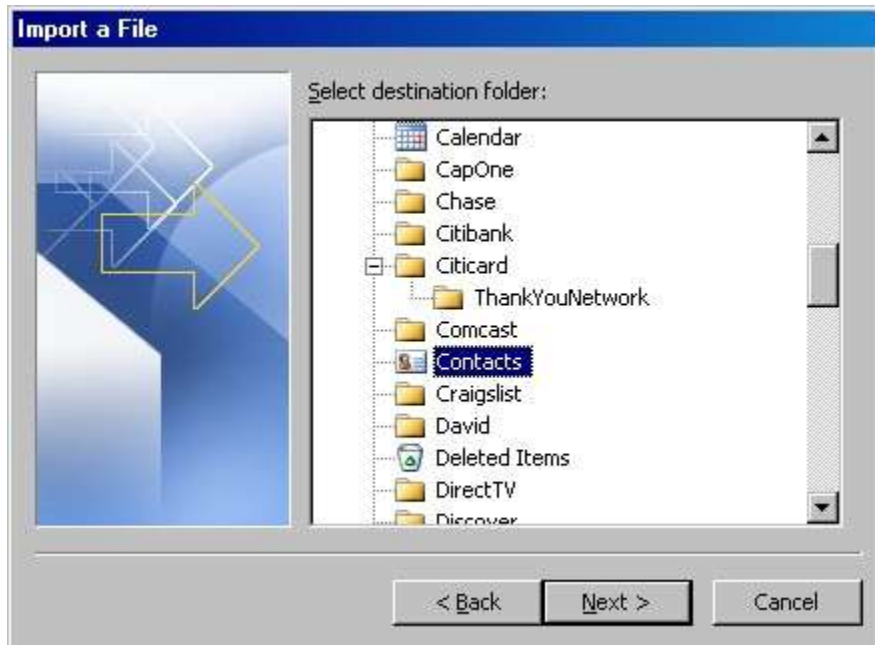 Import a File
Select destination folder:
Calendar
CapOne
Chase
Citibank
Citicard
ThankYouNetwork
Comcast
Contacts
Craigslist
David
Deleted Items
DirectTV
Discover
< Back Next > Cancel